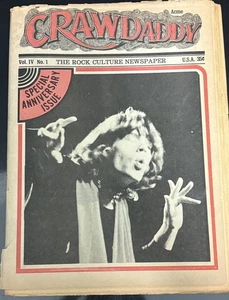 © Acme
CRAWDADDY
Vol. IV No. 1 THE ROCK CULTURE NEWSPAPER U.S.A. 35¢
SPECIAL
ANNIVERSARY
ISSUE